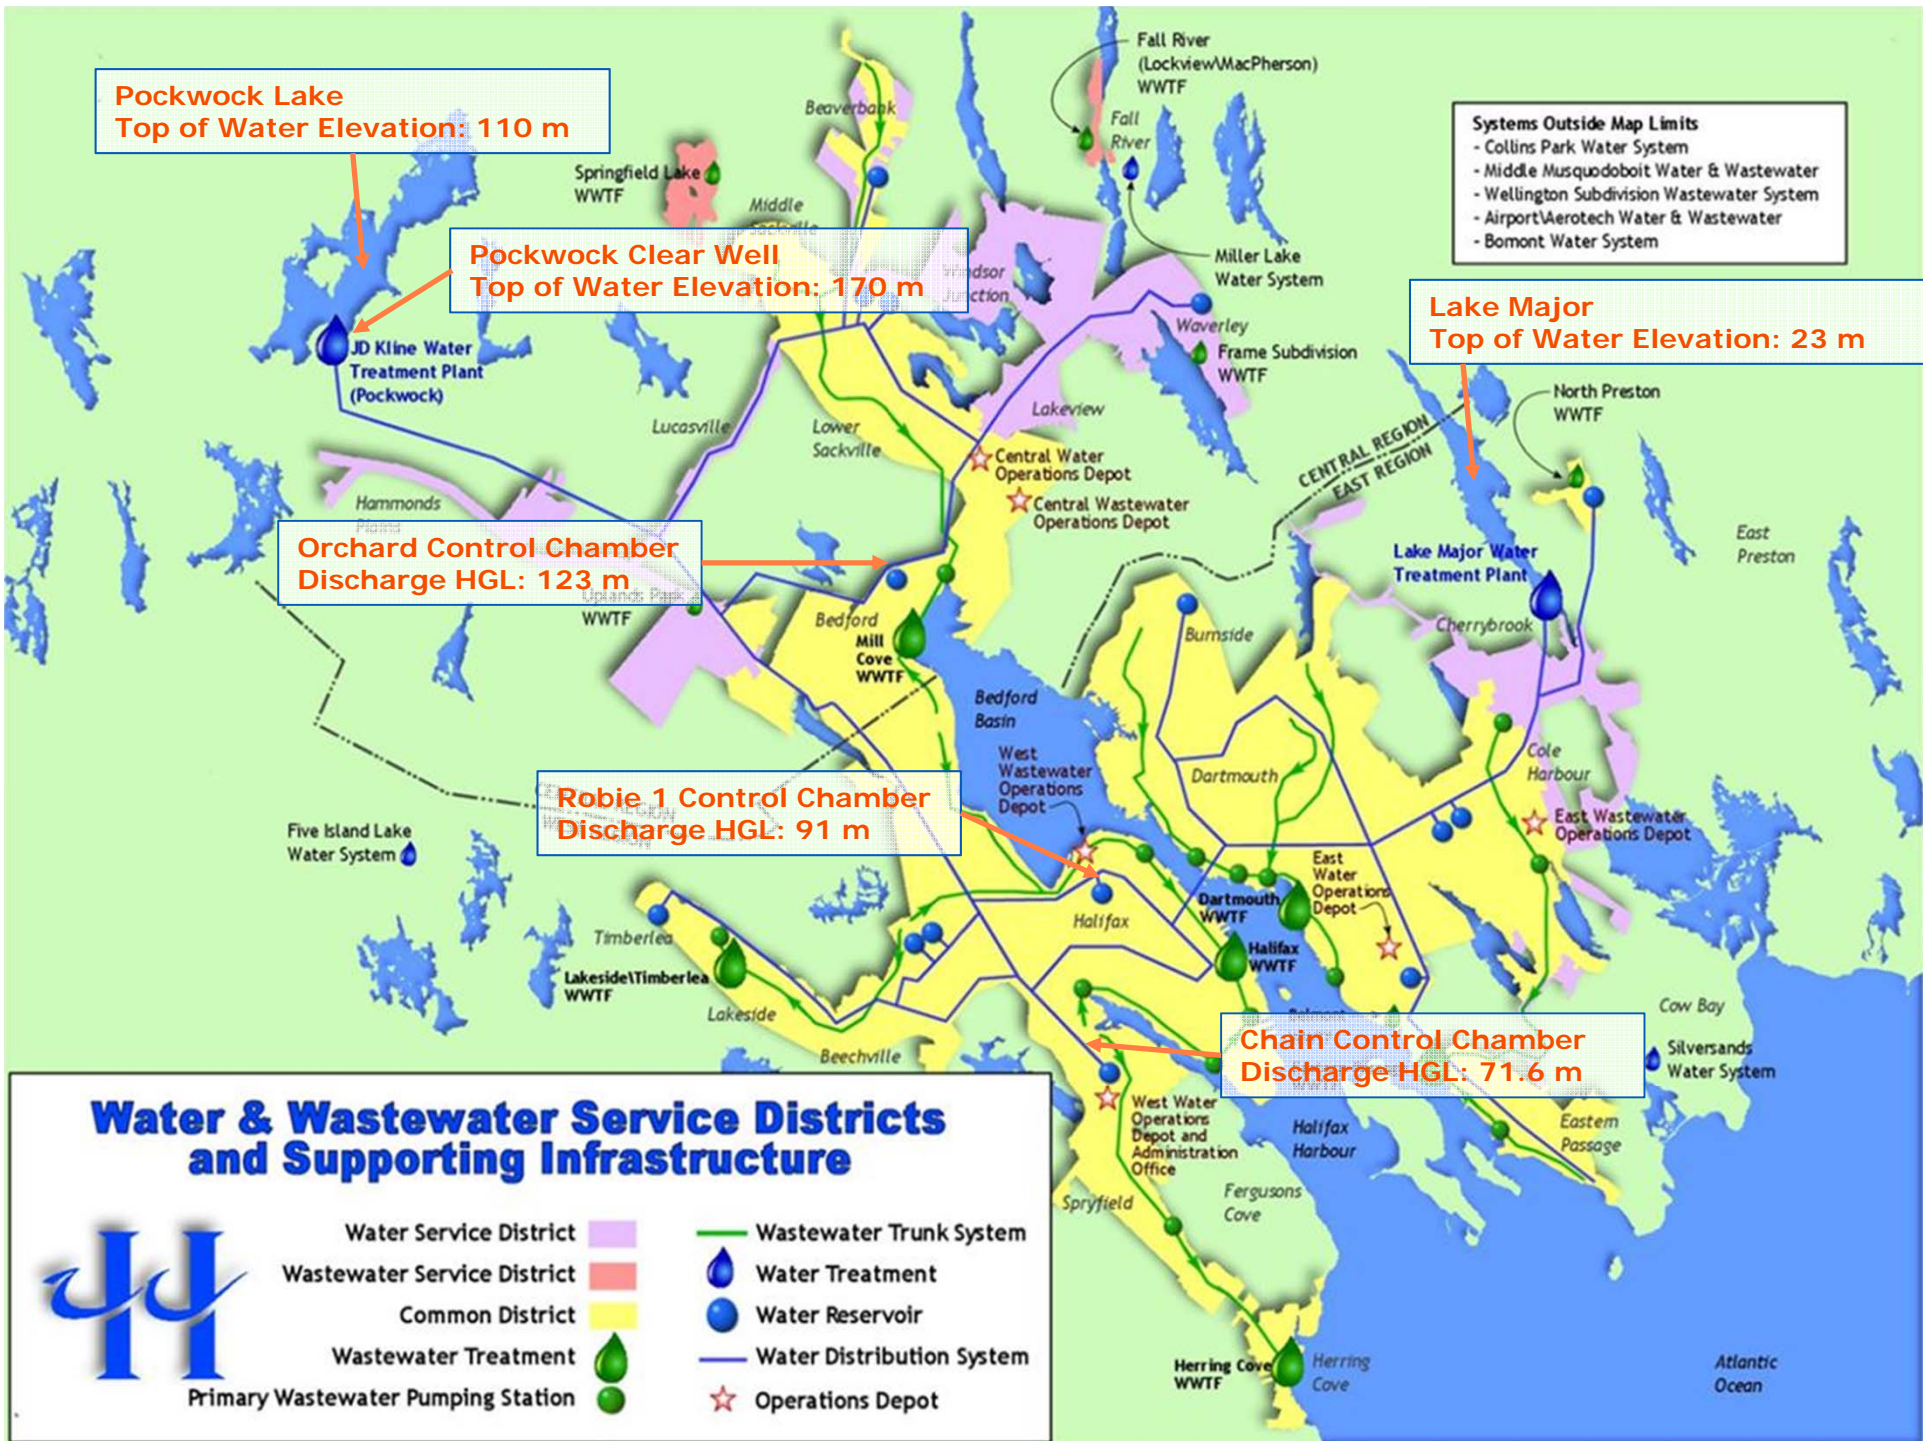 Pockwock Lake
Top of Water Elevation: 110 m
Beaverbank
Fall River
(Lockview\MacPherson)
WWTF
Fall
River
Systems Outside Map Limits
- Collins Park Water System
- Middle Musquodoboit Water & Wastewater
- Wellington Subdivision Wastewater System
- Airport\Aerotech Water & Wastewater
- Bomont Water System
Springfield Lake
WWTF
Middle
Sackville
Pockwock Clear Well
Top of Water Elevation: 170 m
Windsor
Junction
Miller Lake
Water System
Lake Major
Top of Water Elevation: 23 m
Waverley
Frame Subdivision
WWTF
JD Kline Water
Treatment Plant
(Pockwock)
North Preston
WWTF
Lucasville
Lower
Sackville
Lakeview
Central Water
Operations Depot
Central Wastewater
Operations Depot
CENTRAL REGION
EAST REGION
Hammonds
Plains
Orchard Control Chamber
Discharge HGL: 123 m
Uplands Park
WWTF
East
Preston
Lake Major Water
Treatment Plant
Bedford
Mill
Cove
WWTF
Burnside
Cherrybrook
Bedford
Basin
West
Wastewater
Operations
Depot
Dartmouth
Cole
Harbour
Robie 1 Control Chamber
Discharge HGL: 91 m
Five Island Lake
Water System
East Wastewater
Operations Depot
East
Water
Operations
Depot
Dartmouth
WWTF
Halifax
Timberlea
Lakeside\Timberlea
WWTF
Halifax
WWTF
Lakeside
Beechville
Cow Bay
Chain Control Chamber
Discharge HGL: 71.6 m
Silversands
Water System
West Water
Operations
Depot and
Administration
Office
Halifax
Harbour
Eastern
Passage
Spryfield
Fergusons
Cove
Herring Cove
WWTF
Herring
Cove
Atlantic
Ocean
Water & Wastewater Service Districts
and Supporting Infrastructure
Water Service District
Wastewater Service District
Common District
Wastewater Treatment
Primary Wastewater Pumping Station
Wastewater Trunk System
Water Treatment
Water Reservoir
Water Distribution System
Operations Depot